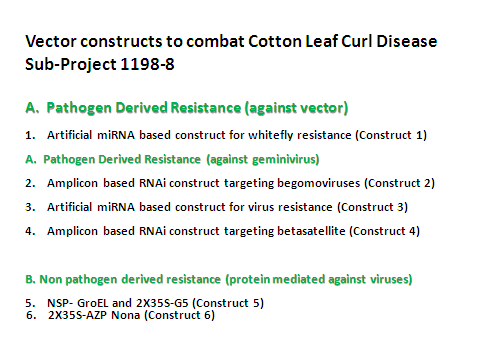 Vector constructs to combat Cotton Leaf Curl Disease
Sub-Project 1198-8
A. Pathogen Derived Resistance (against vector)
1. Artificial miRNA based construct for whitefly resistance (Construct 1)
A. Pathogen Derived Resistance (against geminivirus)
2. Amplicon based RNAi construct targeting begomoviruses (Construct 2)
3. Artificial miRNA based construct for virus resistance (Construct 3)
4. Amplicon based RNAi construct targeting betasatellite (Construct 4)
B. Non pathogen derived resistance (protein mediated against viruses)
5. NSP- GroEL and 2X35S-G5 (Construct 5)
6. 2X35S-AZP Nona (Construct 6)